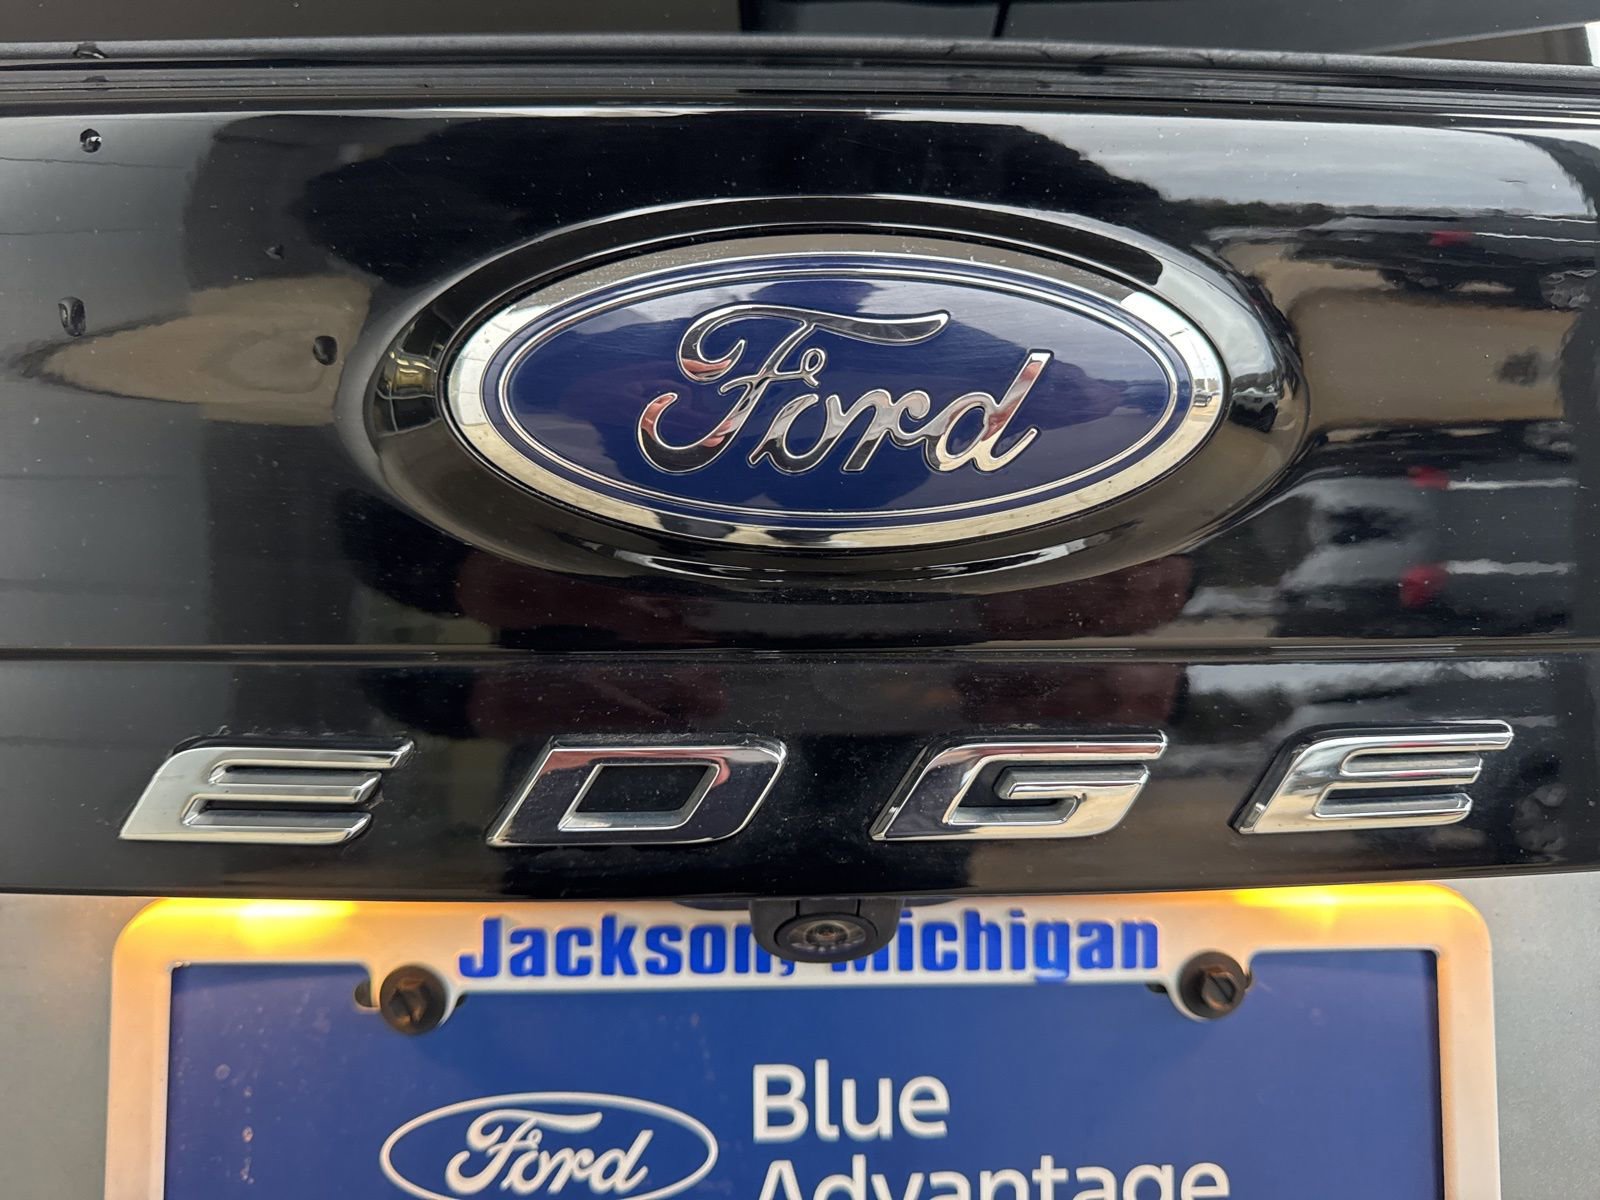 Ford
EDGE
Jackson, Michigan
Ford
Blue
Advantage